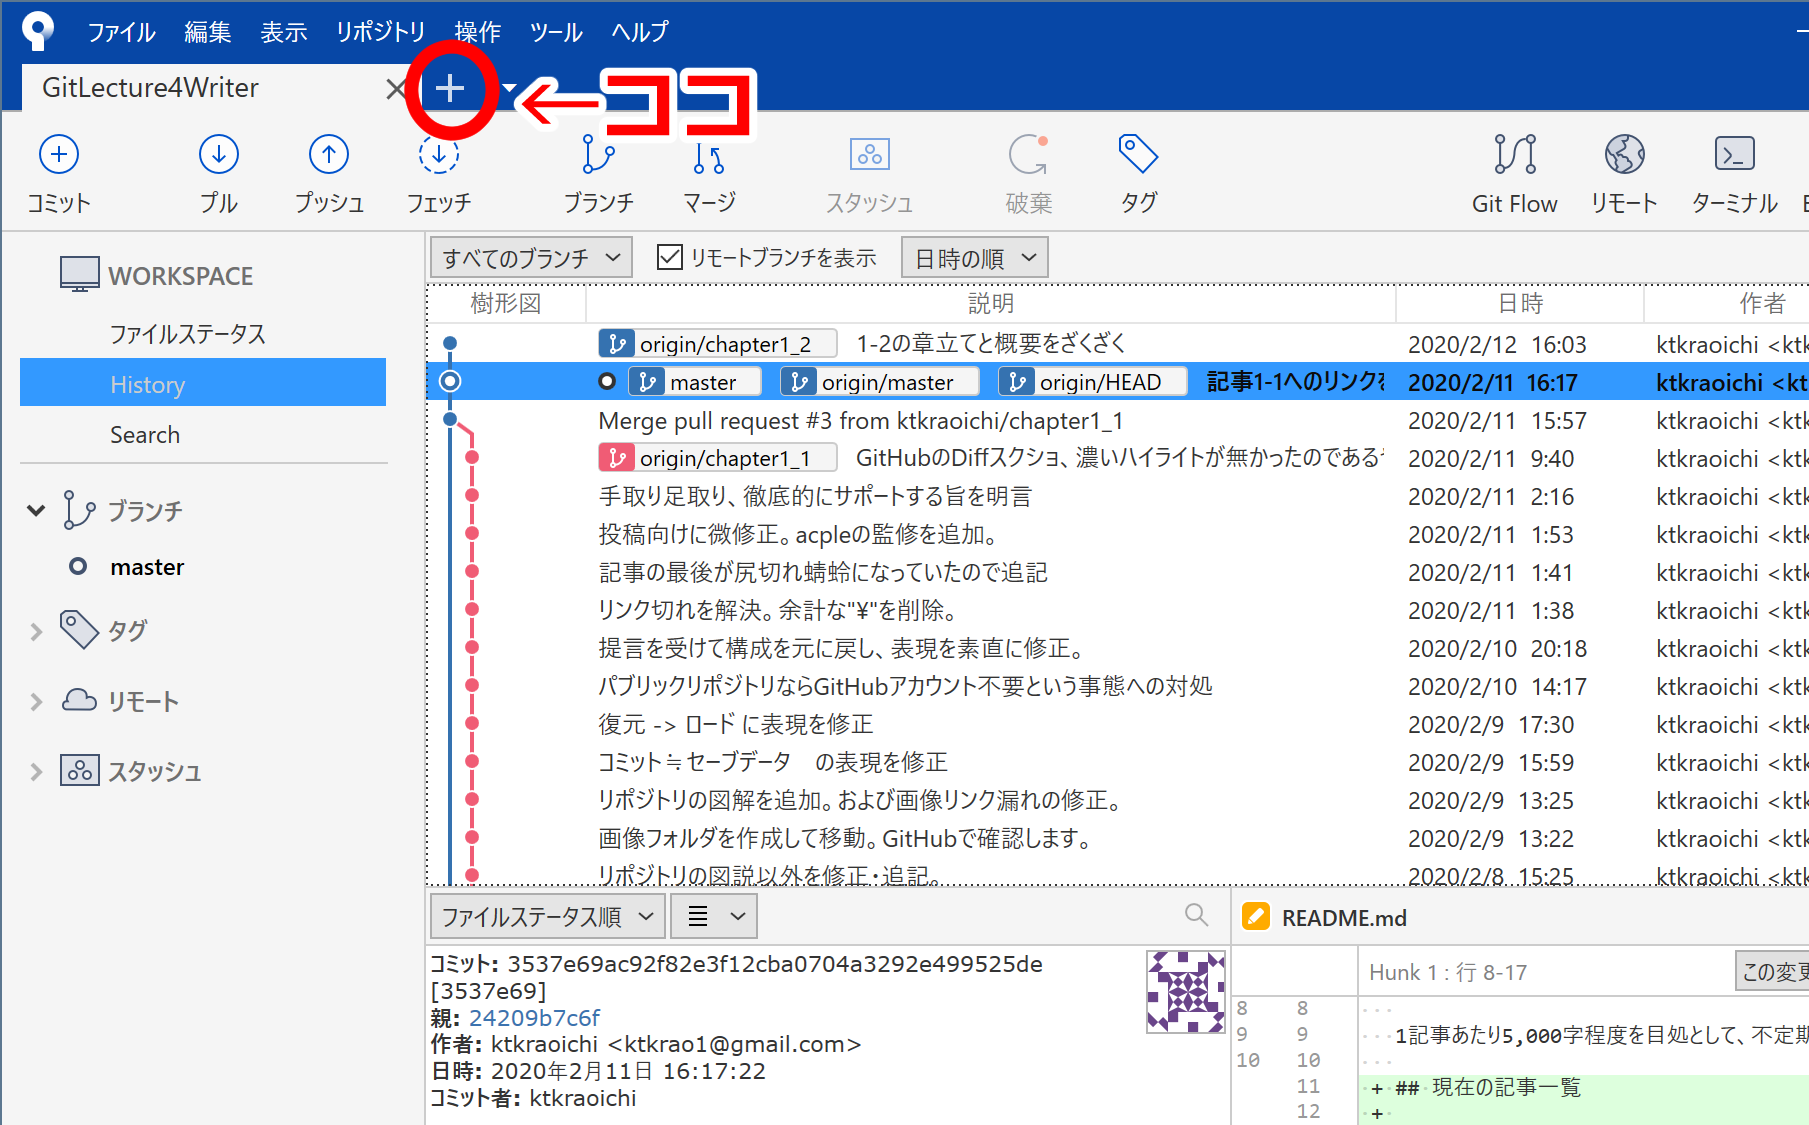 ファイル 編集 表示 リポジトリ 操作 ツール ヘルプ
GitLecture4Writer
←ココ
コミット プル プッシュ フェッチ ブランチ マージ スタッシュ 破棄 タグ Git Flow リモート ターミナル
WORKSPACE
ファイルステータス
History
Search
ブランチ
master
タグ
リモート
スタッシュ
すべてのブランチ リモートブランチを表示 日時の順
樹形図 説明 日時 作者
origin/chapter1_2 1-2の章立てと概要をざくざく 2020/2/12 16:03 ktkraoichi <ktk
master origin/master origin/HEAD 記事1-1へのリンクを 2020/2/11 16:17 ktkraoichi <kt
Merge pull request #3 from ktkraoichi/chapter1_1 2020/2/11 15:57 ktkraoichi <ktk
origin/chapter1_1 GitHubのDiffスクショ、濃いハイライトが無かったのである 2020/2/11 9:40 ktkraoichi <ktk
手取り足取り、徹底的にサポートする旨を明言 2020/2/11 2:16 ktkraoichi <ktk
投稿向けに微修正。acpleの監修を追加。 2020/2/11 1:53 ktkraoichi <ktk
記事の最後が尻切れ蜻蛉になっていたので追記 2020/2/11 1:41 ktkraoichi <ktk
リンク切れを解決。余計な"¥"を削除。 2020/2/11 1:38 ktkraoichi <ktk
提言を受けて構成を元に戻し、表現を素直に修正。 2020/2/10 20:18 ktkraoichi <ktk
パブリックリポジトリならGitHubアカウント不要という事態への対処 2020/2/10 14:17 ktkraoichi <ktk
復元 -> ロードに表現を修正 2020/2/9 17:30 ktkraoichi <ktk
コミット≒セーブデータ　の表現を修正 2020/2/9 15:59 ktkraoichi <ktk
リポジトリの図解を追加。および画像リンク漏れの修正。 2020/2/9 13:25 ktkraoichi <ktk
画像フォルダを作成して移動。GitHubで確認します。 2020/2/9 13:22 ktkraoichi <ktk
リポジトリの図説以外を修正・追記。 2020/2/8 15:25 ktkraoichi <ktk
ファイルステータス順
コミット: 3537e69ac92f82e3f12cba0704a3292e499525de
[3537e69]
親: 24209b7c6f
作者: ktkraoichi <ktkrao1@gmail.com>
日時: 2020年2月11日 16:17:22
コミット者: ktkraoichi
README.md
Hunk 1 : 行 8-17 この変更
8 8
9 9 1記事あたり5,000字程度を目処として、不定期
10 10
11 + ## 現在の記事一覧
12 +